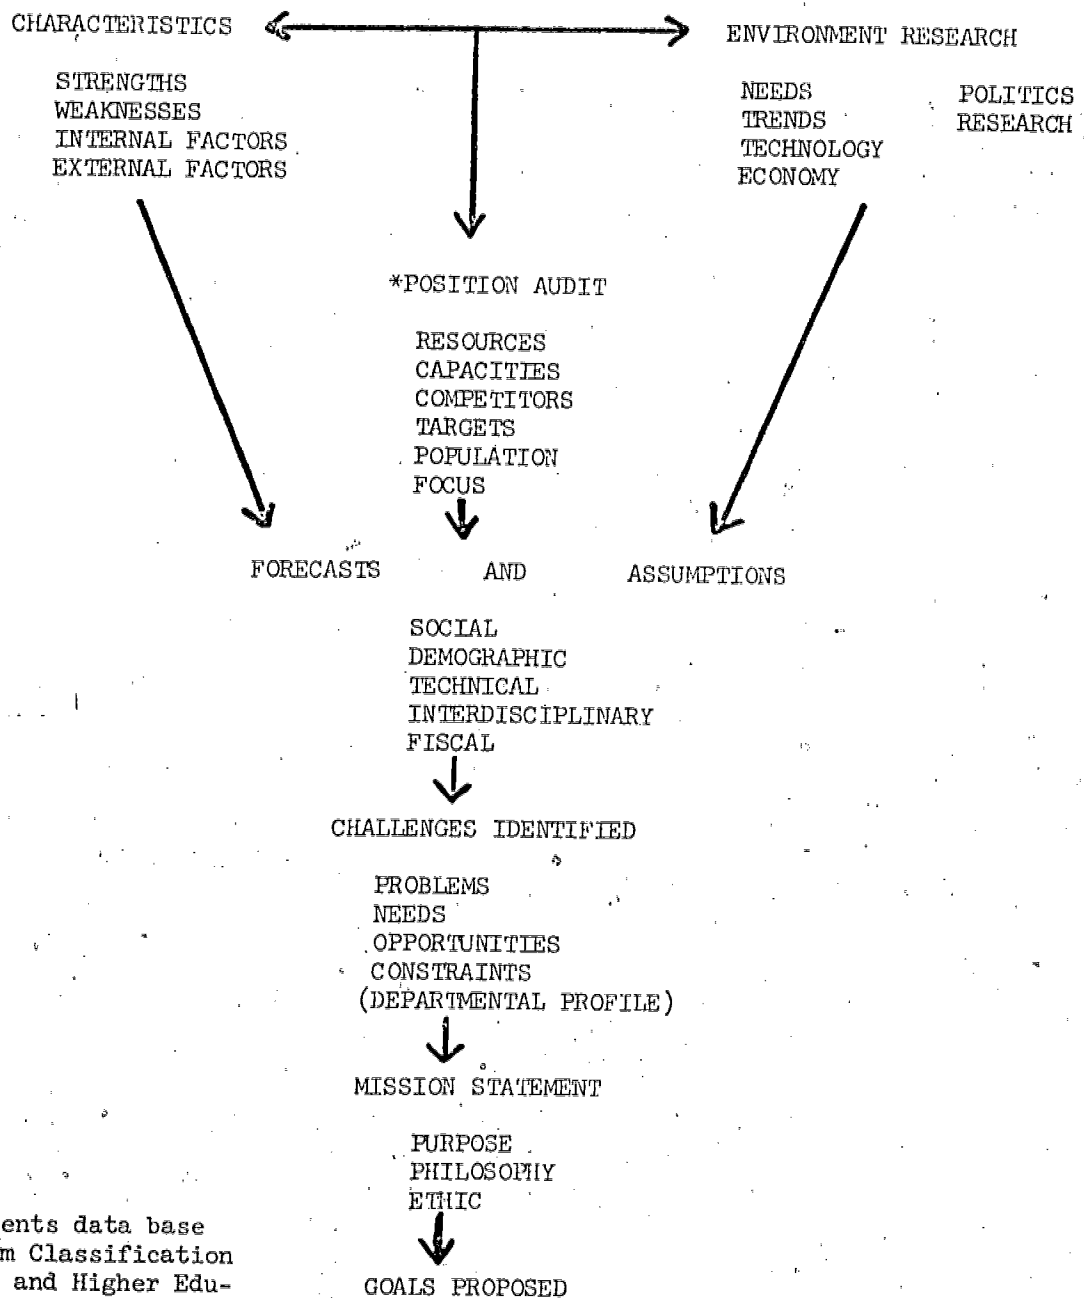 CHARACTERISTICS
STRENGTHS
WEAKNESSES
INTERNAL FACTORS
EXTERNAL FACTORS
ENVIRONMENT RESEARCH
NEEDS POLITICS
TRENDS RESEARCH
TECHNOLOGY
ECONOMY
*POSITION AUDIT
RESOURCES
CAPACITIES
COMPETITORS
TARGETS
POPULATION
FOCUS
FORECASTS AND ASSUMPTIONS
SOCIAL
DEMOGRAPHIC
TECHNICAL
INTERDISCIPLINARY
FISCAL
CHALLENGES IDENTIFIED
PROBLEMS
NEEDS
OPPORTUNITIES
CONSTRAINTS
(DEPARTMENTAL PROFILE)
MISSION STATEMENT
PURPOSE
PHILOSOPHY
ETHIC
ents data base
m Classification
and Higher Edu-
GOALS PROPOSED